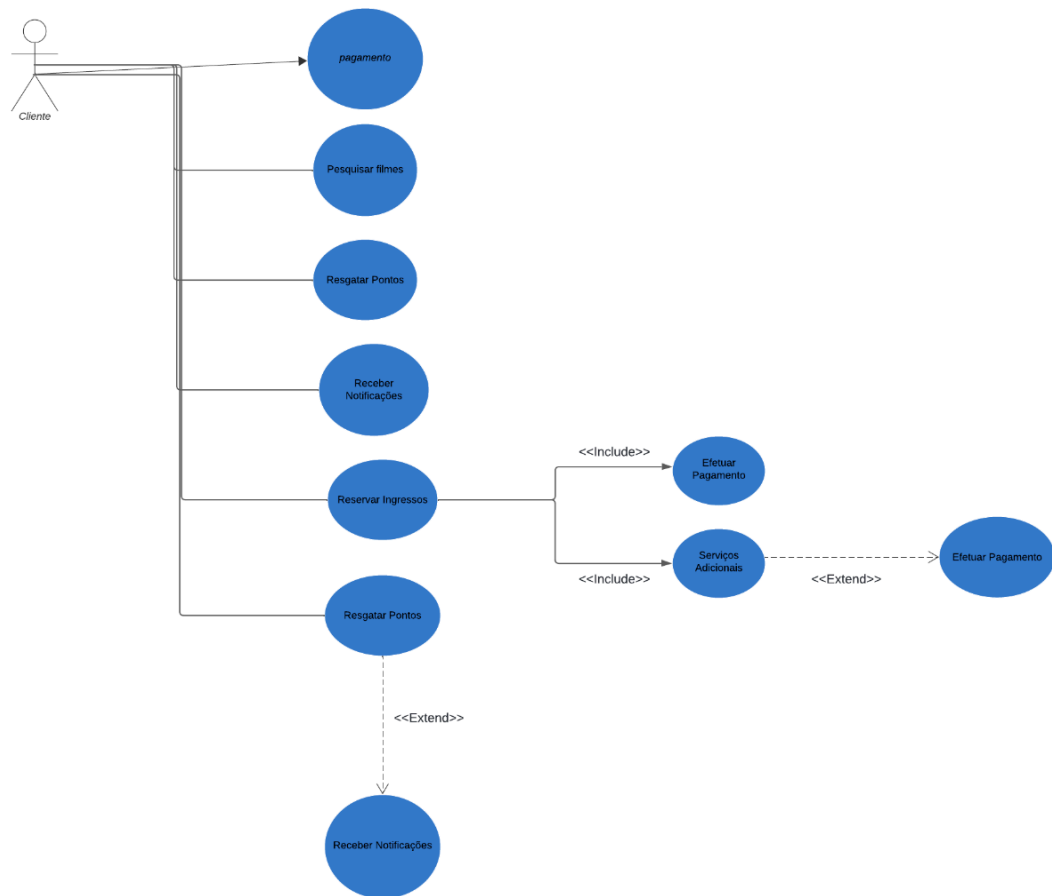 pagamento
Cliente
Pesquisar filmes
Resgatar Pontos
Receber
Notificações
<<Include>>
Efetuar
Pagamento
Reservar Ingressos
Serviços
Adicionais
Efetuar Pagamento
<<Include>>
<<Extend>>
Resgatar Pontos
<<Extend>>
Receber Notificações